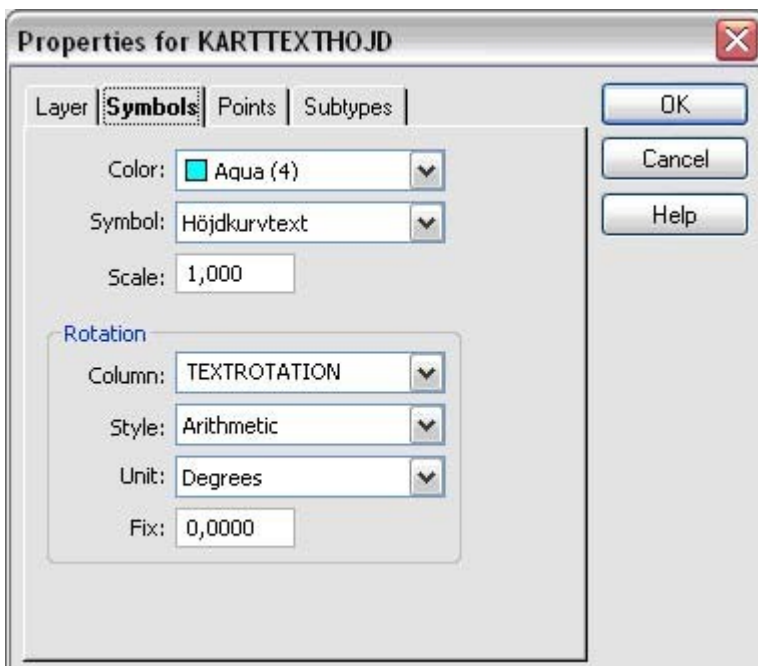 Properties for KARTTEXTHOJD
Layer Symbols Points Subtypes
OK
Cancel
Help
Color: Aqua (4)
Symbol: Höjdkurvtext
Scale: 1,000
Rotation
Column: TEXTROTATION
Style: Arithmetic
Unit: Degrees
Fix: 0,0000